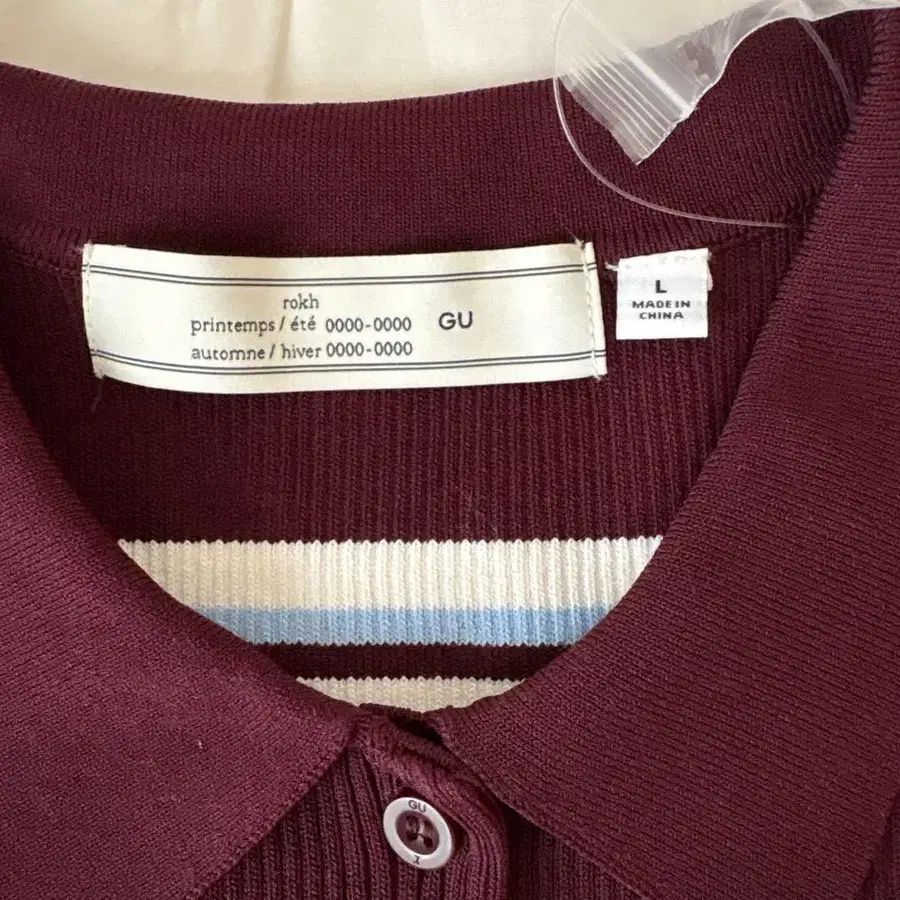 rokh
printemps / été 0000-0000 GU
automne / hiver 0000-0000
L
MADE IN
CHINA
GU